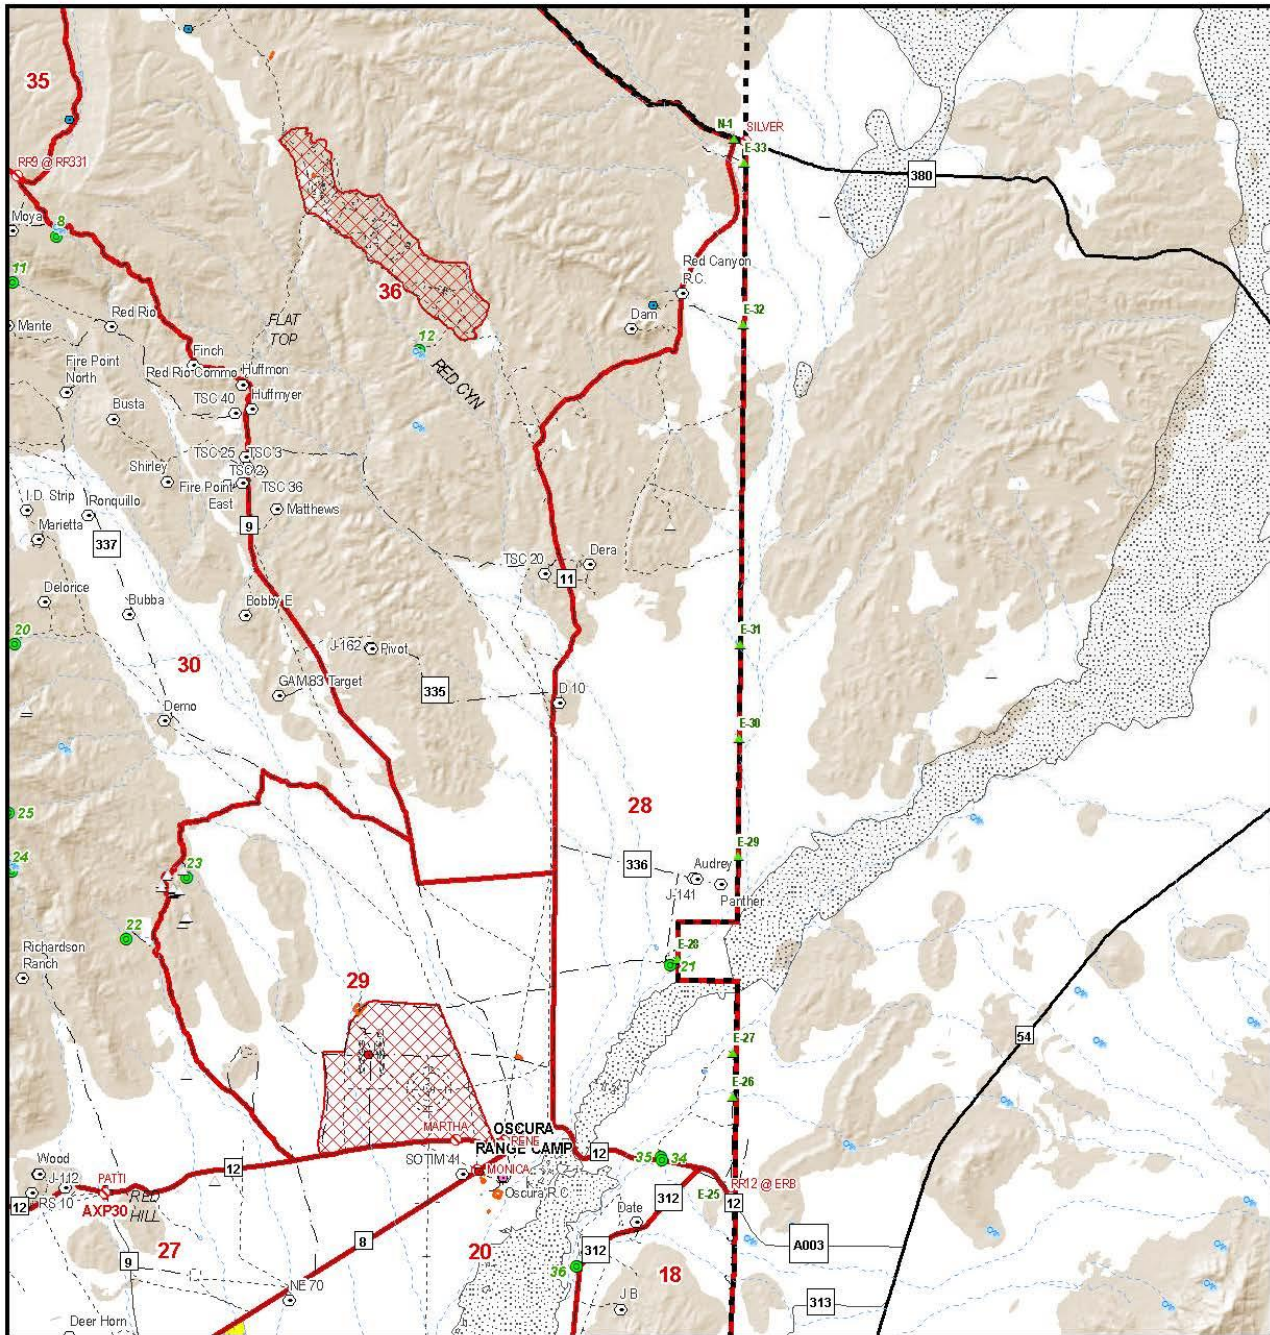 35
N-1
SILVER
E-33
RR9 @ RR331
380
Moya
8
11
Red Canyon
R.C.
36
Mante
Red Rio
FLAT
TOP
Dam
E-32
12
Finch
Fire Point
North
Red Rio Commo
Huffmon
RED CYN
TSC 40
Huffmyer
Busta
TSC 25
TSC 3
Shirley
TSC 2
Fire Point
East
TSC 36
I.D. Strip
Ronquillo
Matthews
9
Marietta
337
TSC 20
Dera
11
Delorice
Bubba
Bobby E
20
J-162
Pivot
E-31
30
GAM 83 Target
335
D 10
Demo
E-30
28
25
336
E-29
24
23
Audrey
J-141
Panther
22
E-28
21
Richardson
Ranch
29
54
E-27
E-26
MARTHA
OSCURA
RANGE CAMP
RENE
12
35
34
Wood
12
SOTIM 41
MONICA
J-112
PATTI
RR12 @ ERB
RS 10
RED
HILL
Oscura R.C.
312
E-25
12
12
AXP30
Date
27
8
20
312
A003
9
36
18
NE 70
J B
313
Deer Horn